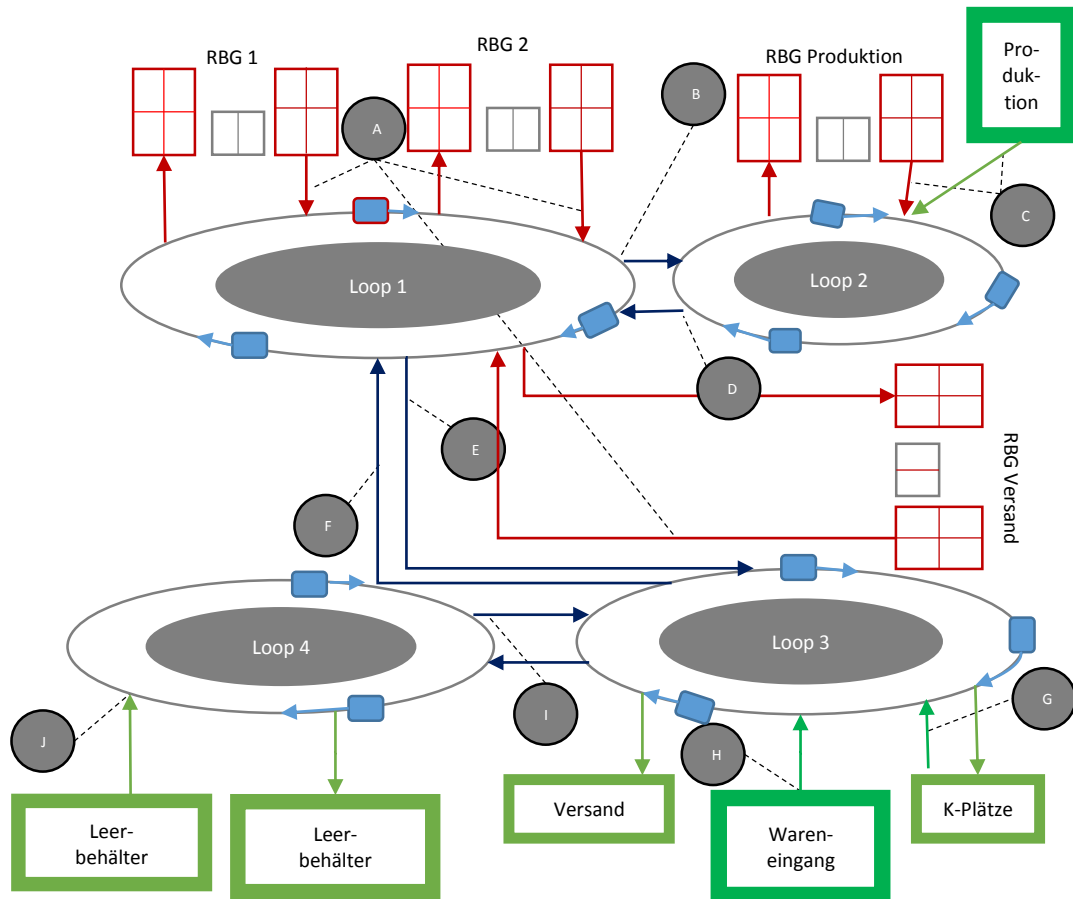 RBG 1
RBG 2
RBG Produktion
Pro-
duk-
tion
A
B
C
Loop 1
Loop 2
D
E
RBG Versand
F
Loop 4
Loop 3
J
I
H
G
Leer-
behälter
Leer-
behälter
Versand
Waren-
eingang
K-Plätze